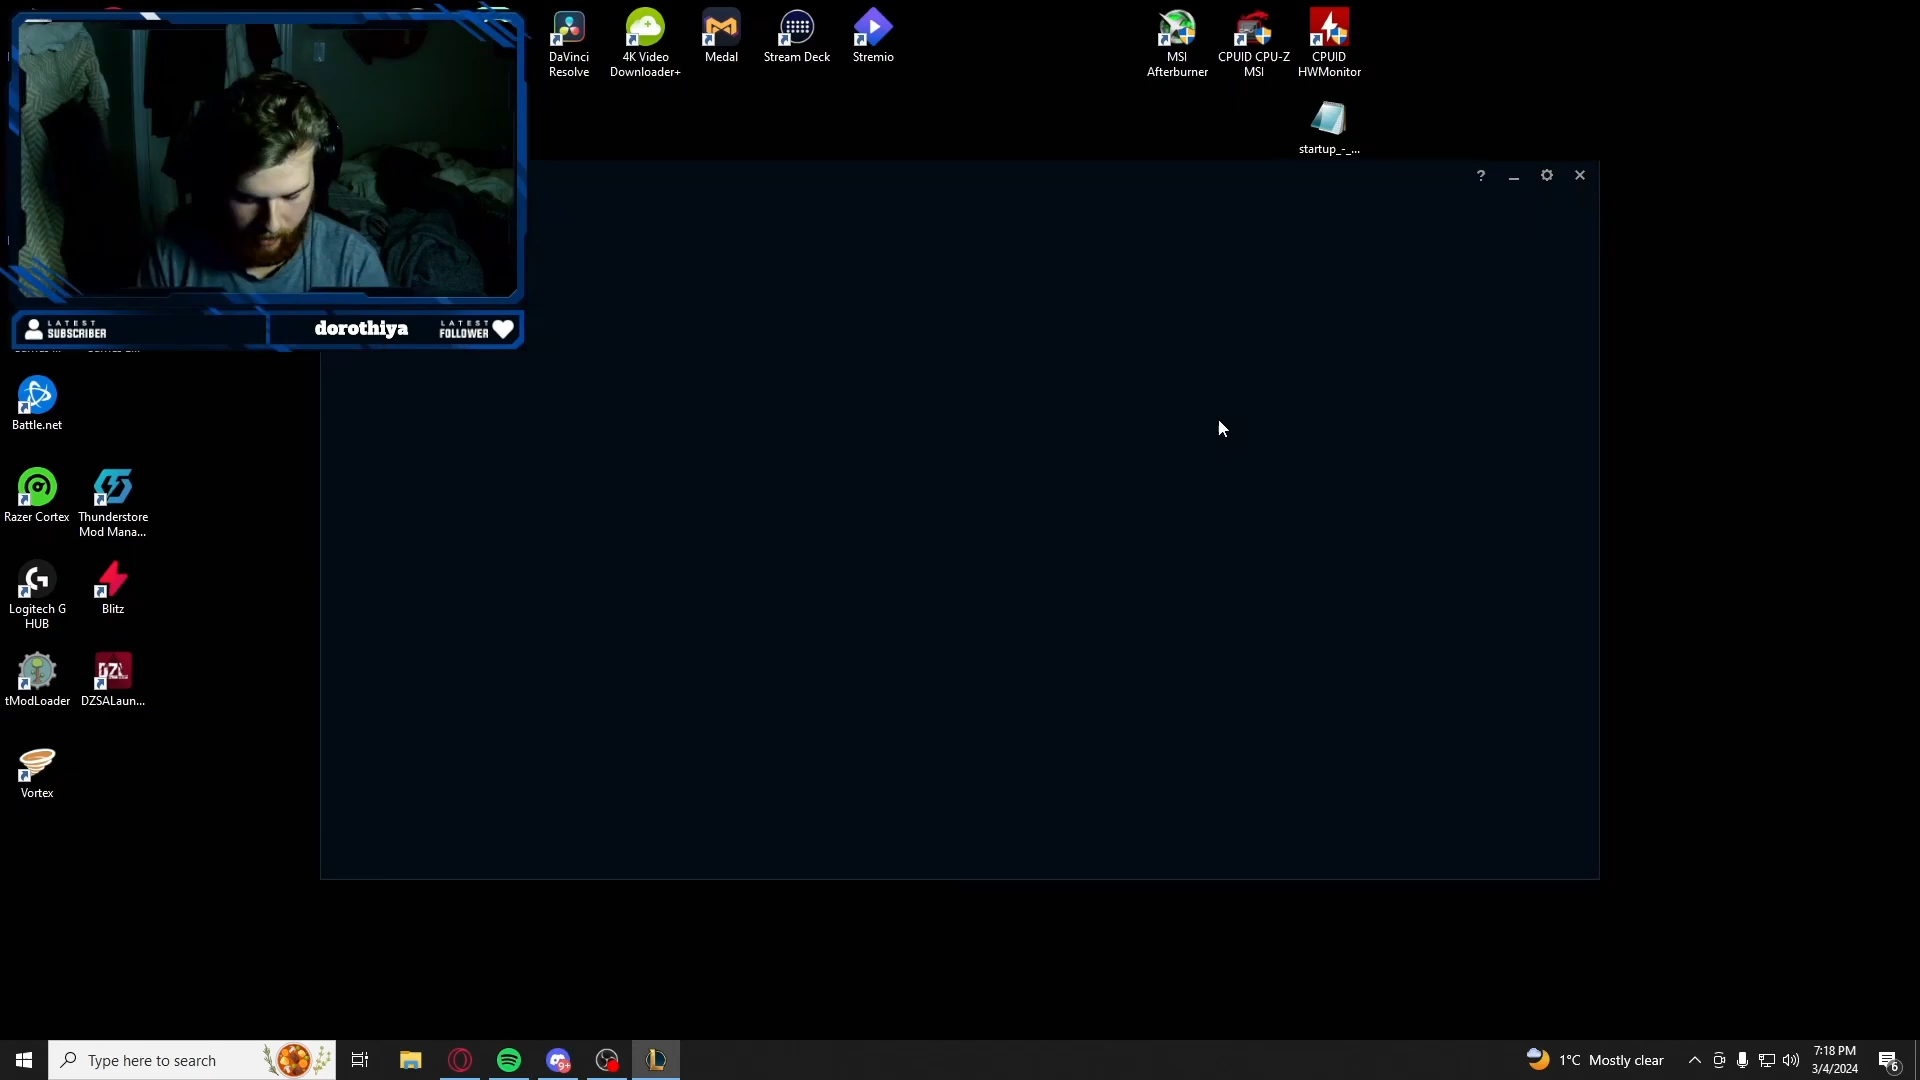 DaVinci
Resolve
4K Video
Downloader+
Medal
Stream Deck
Stremio
MSI
Afterburner
CPUID CPU-Z
MSI
CPUID
HWMonitor
startup_-_...
?
LATEST
SUBSCRIBER
dorothiya
LATEST
FOLLOWER
Battle.net
Razer Cortex
Thunderstore
Mod Mana...
Logitech G
HUB
Blitz
tModLoader
DZSALaun...
Vortex
Type here to search
9+
1°C Mostly clear
7:18 PM
3/4/2024
6